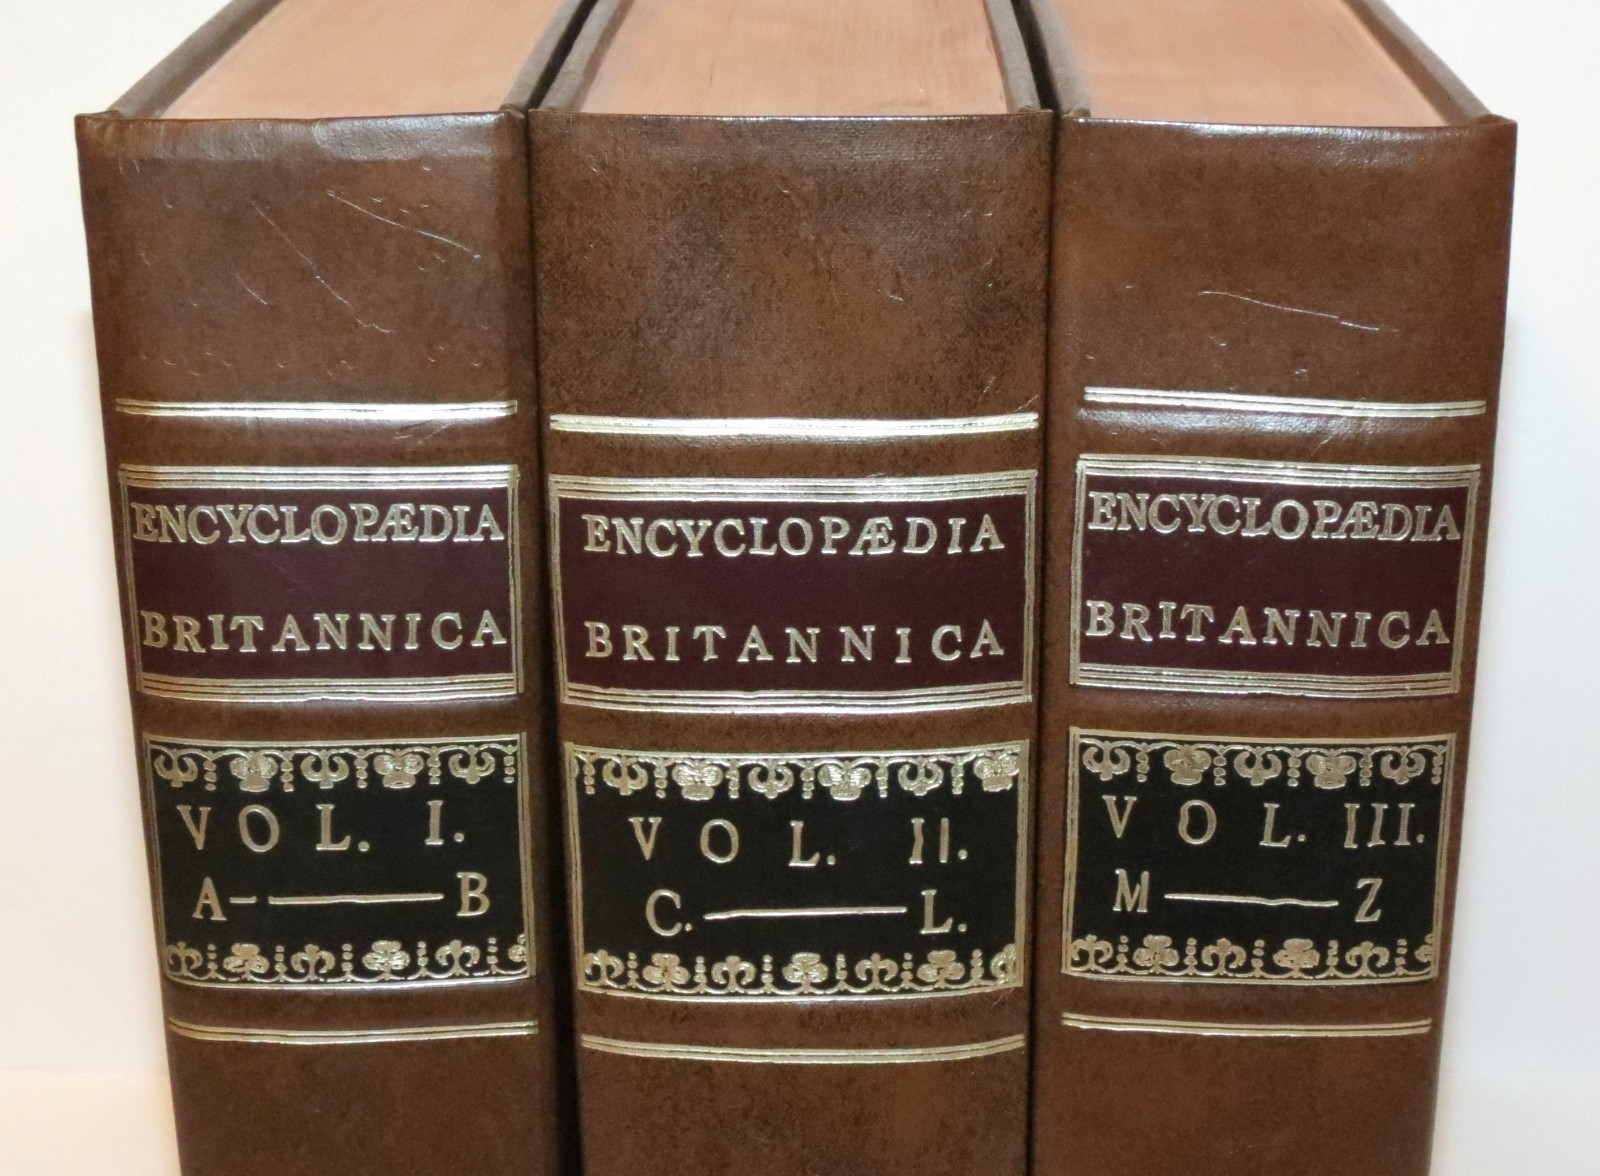 ENCYCLOPÆDIA
BRITANNICA
VOL. I.
A-——B
ENCYCLOPÆDIA
BRITANNICA
VOL. II.
C.——L.
ENCYCLOPÆDIA
BRITANNICA
VOL. III.
M——Z